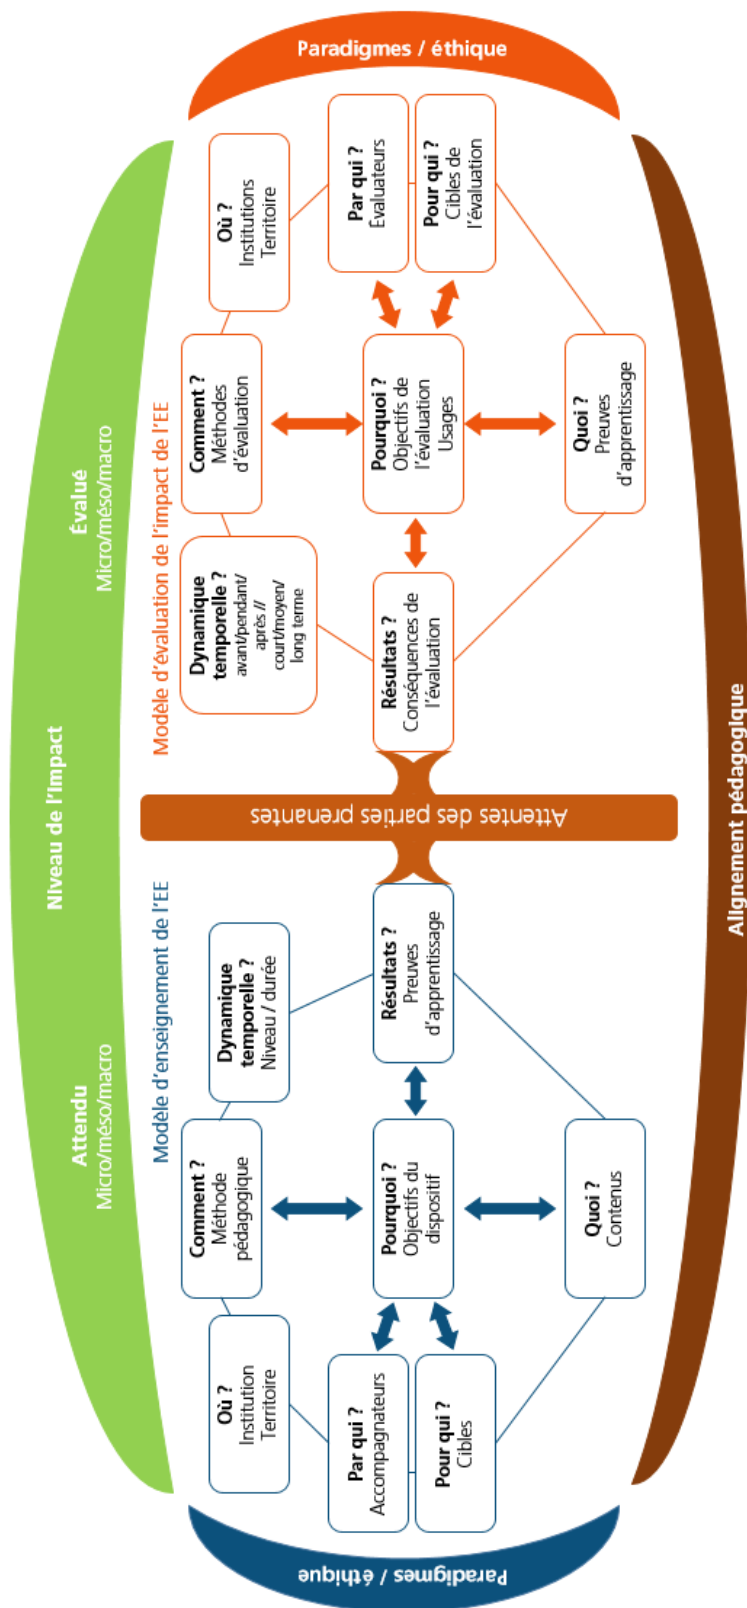 Niveau de l'impact
Attendu
Micro/méso/macro
Évalué
Micro/méso/macro
Paradigmes / éthique
Modèle d'enseignement de l'EE
Où ?
Institution
Territoire
Comment ?
Méthode
pédagogique
Dynamique
temporelle ?
Niveau / durée
Par qui ?
Accompagnateurs
Pour qui ?
Cibles
Pourquoi ?
Objectifs du
dispositif
Résultats ?
Preuves
d'apprentissage
Quoi ?
Contenus
Attentes des parties prenantes
Modèle d'évaluation de l'impact de l'EE
Dynamique
temporelle ?
avant/pendant/
après //
court/moyen/
long terme
Comment ?
Méthodes
d'évaluation
Où ?
Institutions
Territoire
Résultats ?
Conséquences de
l'évaluation
Pourquoi ?
Objectifs de
l'évaluation
Usages
Par qui ?
Évaluateurs
Pour qui ?
Cibles de
l'évaluation
Quoi ?
Preuves
d'apprentissage
Paradigmes / éthique
Alignement pédagogique